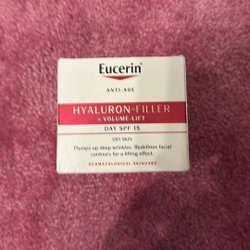 Eucerin®
ANTI-AGE
HYALURON-FILLER
+ VOLUME-LIFT
DAY SPF 15
DRY SKIN
Plumps up deep wrinkles. Redefines facial
contours for a lifting effect.
DERMATOLOGICAL SKINCARE